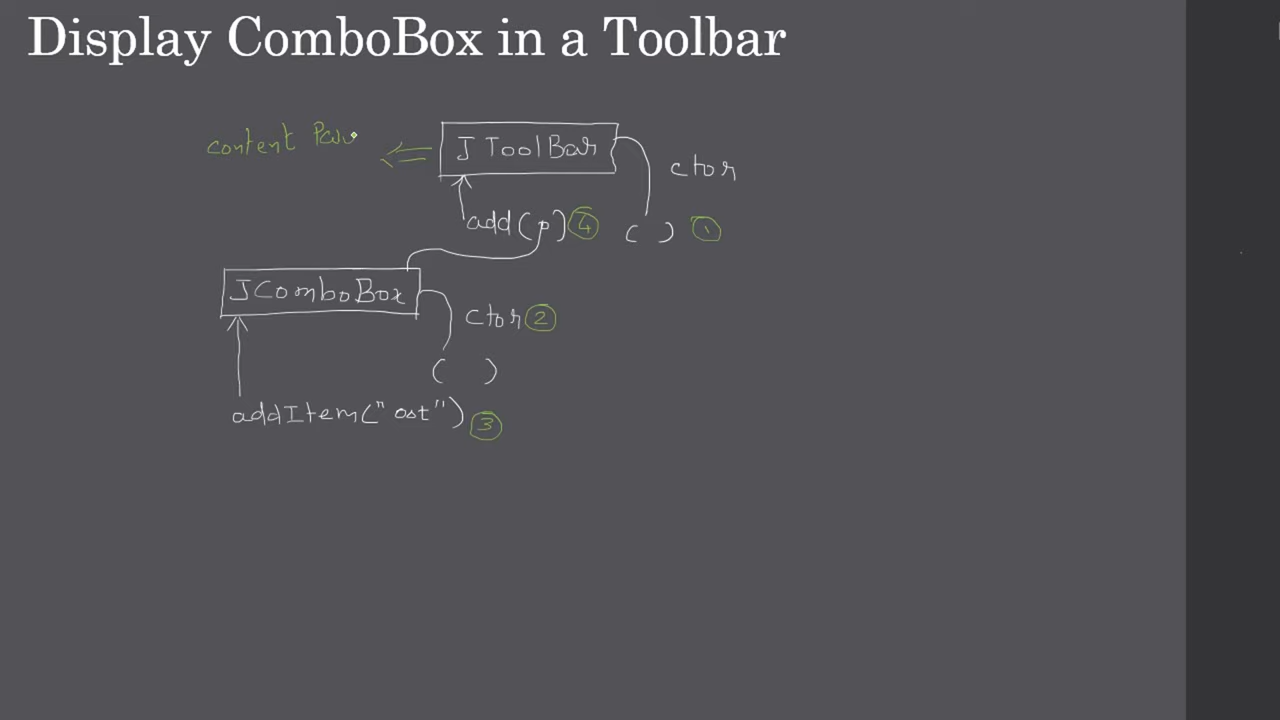 Display ComboBox in a Toolbar
content Pan
JToolBar
ctor
add(p) 4
( ) 1
JComboBox
ctor 2
( )
addItem("ost") 3